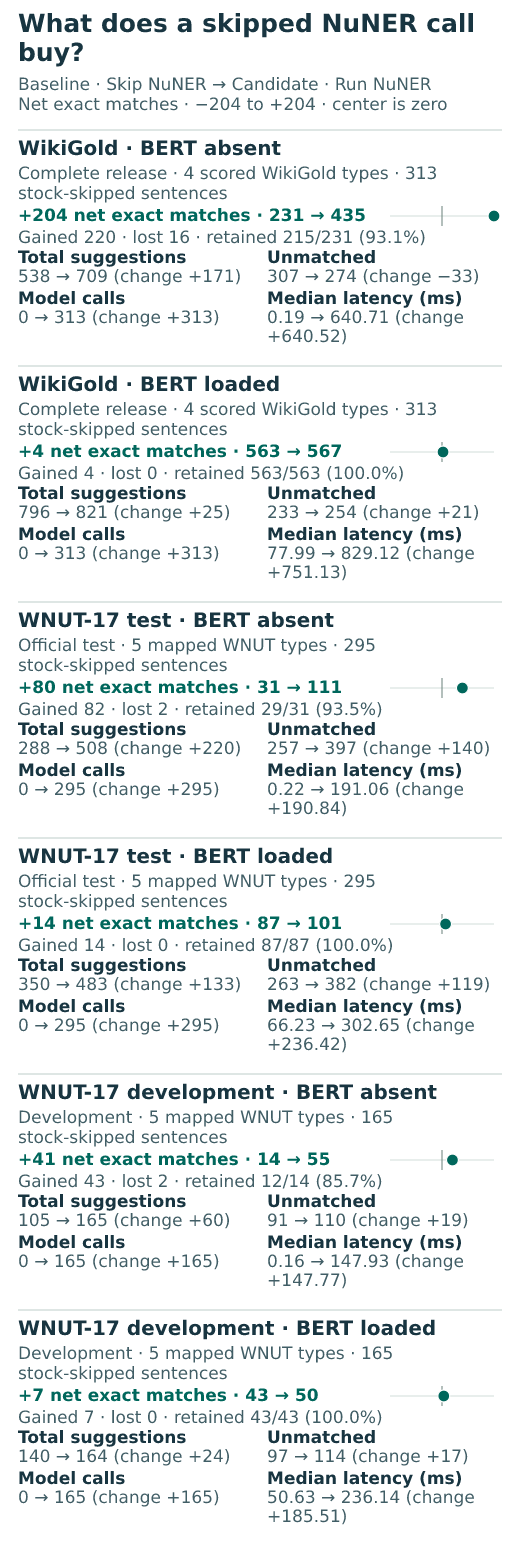 What does a skipped NuNER call
buy?
Baseline · Skip NuNER → Candidate · Run NuNER
Net exact matches · −204 to +204 · center is zero
WikiGold · BERT absent
Complete release · 4 scored WikiGold types · 313
stock-skipped sentences
+204 net exact matches · 231 → 435
Gained 220 · lost 16 · retained 215/231 (93.1%)
Total suggestions
538 → 709 (change +171)
Unmatched
307 → 274 (change −33)
Model calls
0 → 313 (change +313)
Median latency (ms)
0.19 → 640.71 (change
+640.52)
WikiGold · BERT loaded
Complete release · 4 scored WikiGold types · 313
stock-skipped sentences
+4 net exact matches · 563 → 567
Gained 4 · lost 0 · retained 563/563 (100.0%)
Total suggestions
796 → 821 (change +25)
Unmatched
233 → 254 (change +21)
Model calls
0 → 313 (change +313)
Median latency (ms)
77.99 → 829.12 (change
+751.13)
WNUT-17 test · BERT absent
Official test · 5 mapped WNUT types · 295
stock-skipped sentences
+80 net exact matches · 31 → 111
Gained 82 · lost 2 · retained 29/31 (93.5%)
Total suggestions
288 → 508 (change +220)
Unmatched
257 → 397 (change +140)
Model calls
0 → 295 (change +295)
Median latency (ms)
0.22 → 191.06 (change
+190.84)
WNUT-17 test · BERT loaded
Official test · 5 mapped WNUT types · 295
stock-skipped sentences
+14 net exact matches · 87 → 101
Gained 14 · lost 0 · retained 87/87 (100.0%)
Total suggestions
350 → 483 (change +133)
Unmatched
263 → 382 (change +119)
Model calls
0 → 295 (change +295)
Median latency (ms)
66.23 → 302.65 (change
+236.42)
WNUT-17 development · BERT absent
Development · 5 mapped WNUT types · 165
stock-skipped sentences
+41 net exact matches · 14 → 55
Gained 43 · lost 2 · retained 12/14 (85.7%)
Total suggestions
105 → 165 (change +60)
Unmatched
91 → 110 (change +19)
Model calls
0 → 165 (change +165)
Median latency (ms)
0.16 → 147.93 (change
+147.77)
WNUT-17 development · BERT loaded
Development · 5 mapped WNUT types · 165
stock-skipped sentences
+7 net exact matches · 43 → 50
Gained 7 · lost 0 · retained 43/43 (100.0%)
Total suggestions
140 → 164 (change +24)
Unmatched
97 → 114 (change +17)
Model calls
0 → 165 (change +165)
Median latency (ms)
50.63 → 236.14 (change
+185.51)